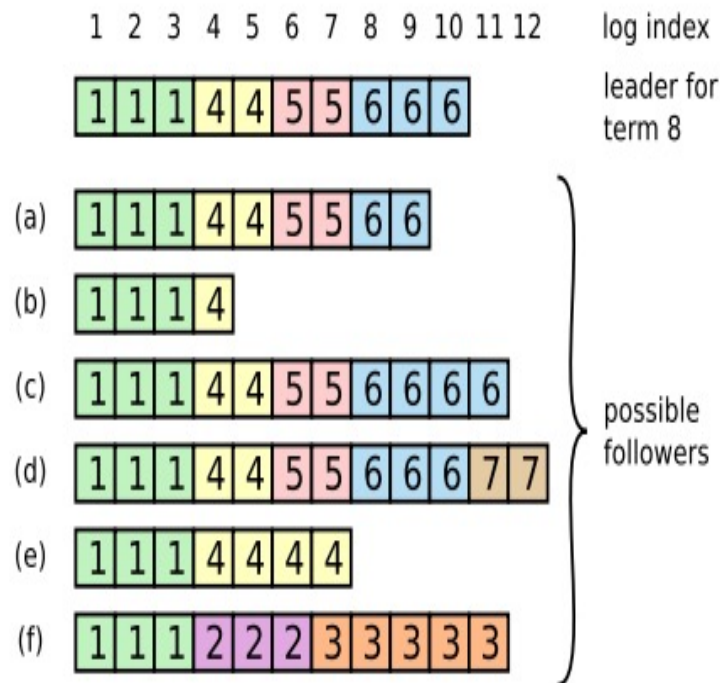 1 2 3 4 5 6 7 8 9 10 11 12 log index
1 1 1 4 4 5 5 6 6 6 leader for
term 8
(a) 1 1 1 4 4 5 5 6 6
(b) 1 1 1 4
(c) 1 1 1 4 4 5 5 6 6 6 6
possible
followers
(d) 1 1 1 4 4 5 5 6 6 6 7 7
(e) 1 1 1 4 4 4 4
(f) 1 1 1 2 2 2 3 3 3 3 3